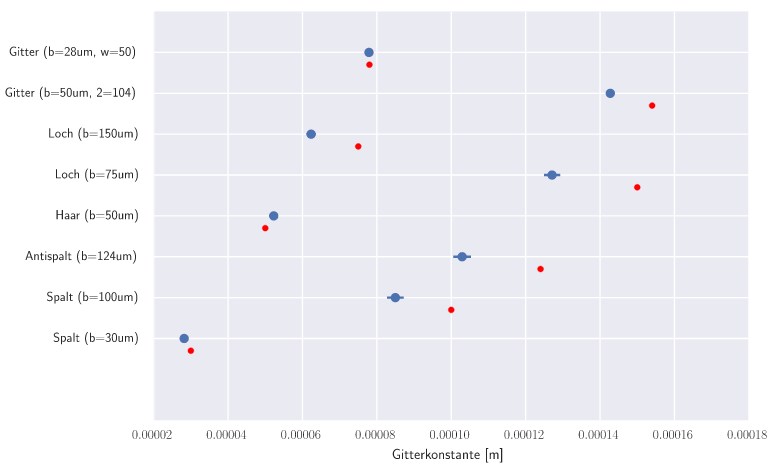 Gitter (b=28um, w=50)
Gitter (b=50um, 2=104)
Loch (b=150um)
Loch (b=75um)
Haar (b=50um)
Antispalt (b=124um)
Spalt (b=100um)
Spalt (b=30um)
0.00002 0.00004 0.00006 0.00008 0.00010 0.00012 0.00014 0.00016 0.00018
Gitterkonstante [m]